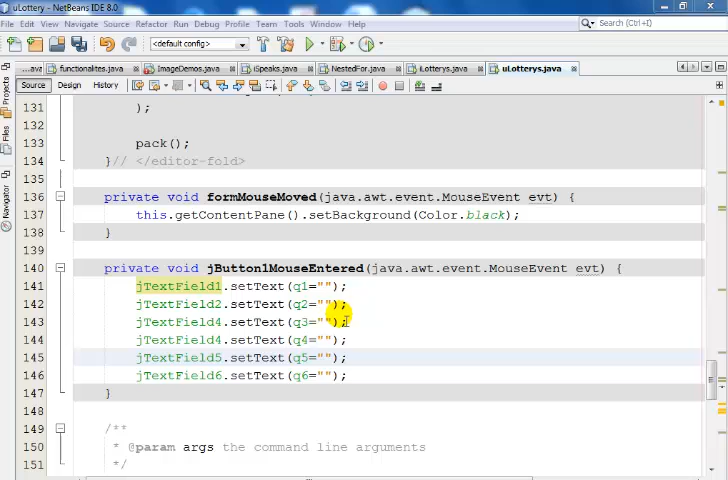 uLottery - NetBeans IDE 8.0
File Edit View Navigate Source Refactor Run Debug Profile Team Tools Window Help
Search (Ctrl+I)
<default config>
...ava functionalites.java ImageDemos.java iSpeaks.java NestedFor.java iLotterys.java uLotterys.java
Source Design History
Projects
Files
Navigator
131 );
132
133 pack();
134 }// </editor-fold>
135
136 private void formMouseMoved(java.awt.event.MouseEvent evt) {
137 this.getContentPane().setBackground(Color.black);
138 }
139
140 private void jButton1MouseEntered(java.awt.event.MouseEvent evt) {
141 jTextField1.setText(q1="");
142 jTextField2.setText(q2="");
143 jTextField4.setText(q3="");
144 jTextField4.setText(q4="");
145 jTextField5.setText(q5="");
146 jTextField6.setText(q6="");
147 }
148
149 /**
150 * @param args the command line arguments
151 */